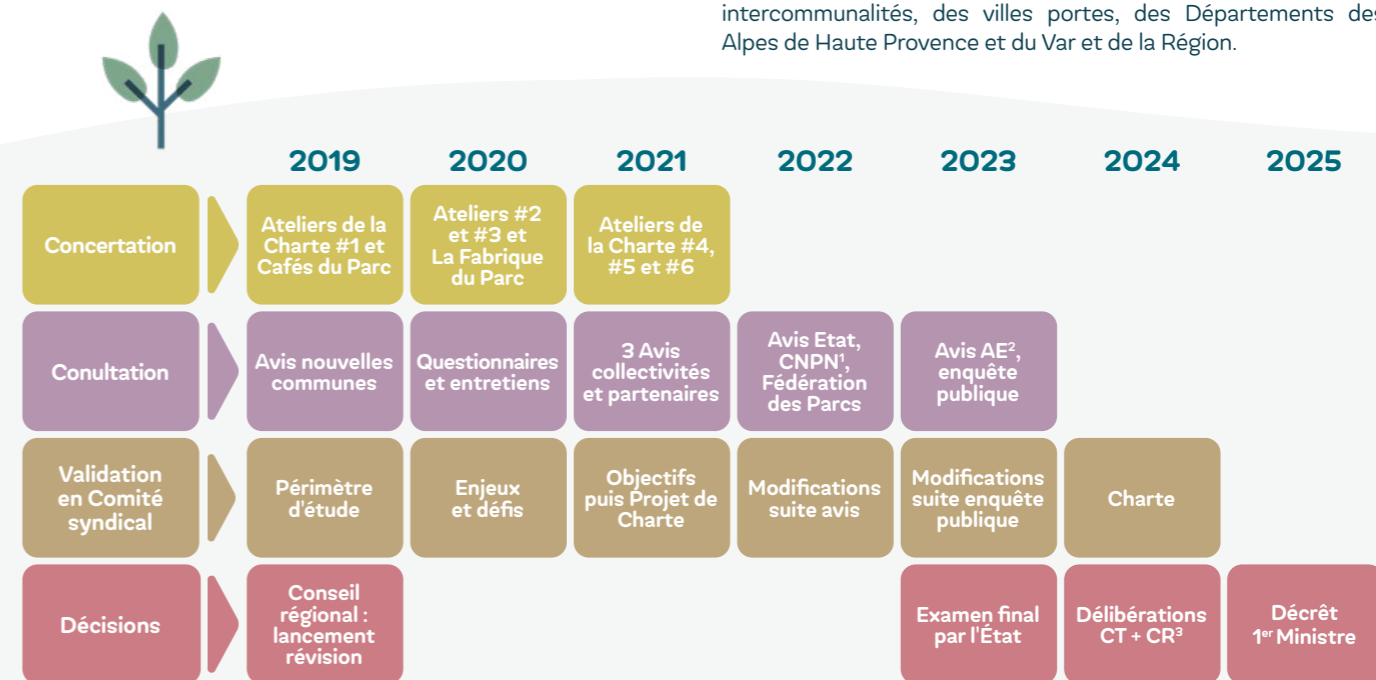 intercommunalités, des villes portes, des Départements des
Alpes de Haute Provence et du Var et de la Région.
2019 2020 2021 2022 2023 2024 2025
Concertation
Ateliers de la
Charte #1 et
Cafés du Parc
Ateliers #2
et #3 et
La Fabrique
du Parc
Ateliers de
la Charte #4,
#5 et #6
Conultation
Avis nouvelles
communes
Questionnaires
et entretiens
3 Avis
collectivités
et partenaires
Avis Etat,
CNPN¹,
Fédération
des Parcs
Avis AE²,
enquête
publique
Validation
en Comité
syndical
Périmètre
d'étude
Enjeux
et défis
Objectifs
puis Projet de
Charte
Modifications
suite avis
Modifications
suite enquête
publique
Charte
Décisions
Conseil
régional :
lancement
révision
Examen final
par l'État
Délibérations
CT + CR³
Décrêt
1er Ministre